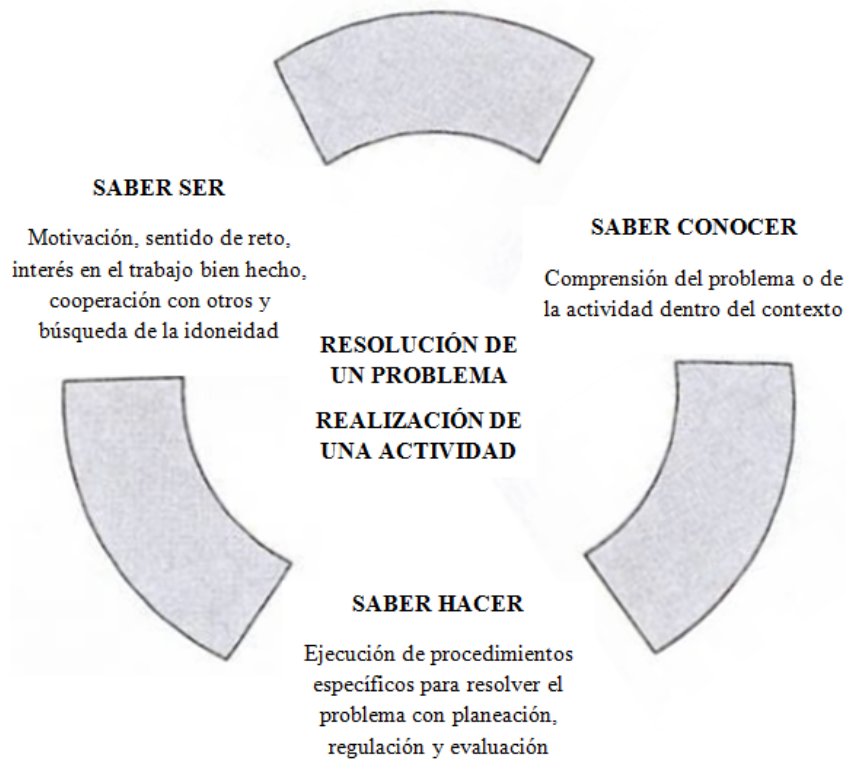 SABER SER
Motivación, sentido de reto,
interés en el trabajo bien hecho,
cooperación con otros y
búsqueda de la idoneidad
SABER CONOCER
Comprensión del problema o de
la actividad dentro del contexto
RESOLUCIÓN DE
UN PROBLEMA
REALIZACIÓN DE
UNA ACTIVIDAD
SABER HACER
Ejecución de procedimientos
específicos para resolver el
problema con planeación,
regulación y evaluación